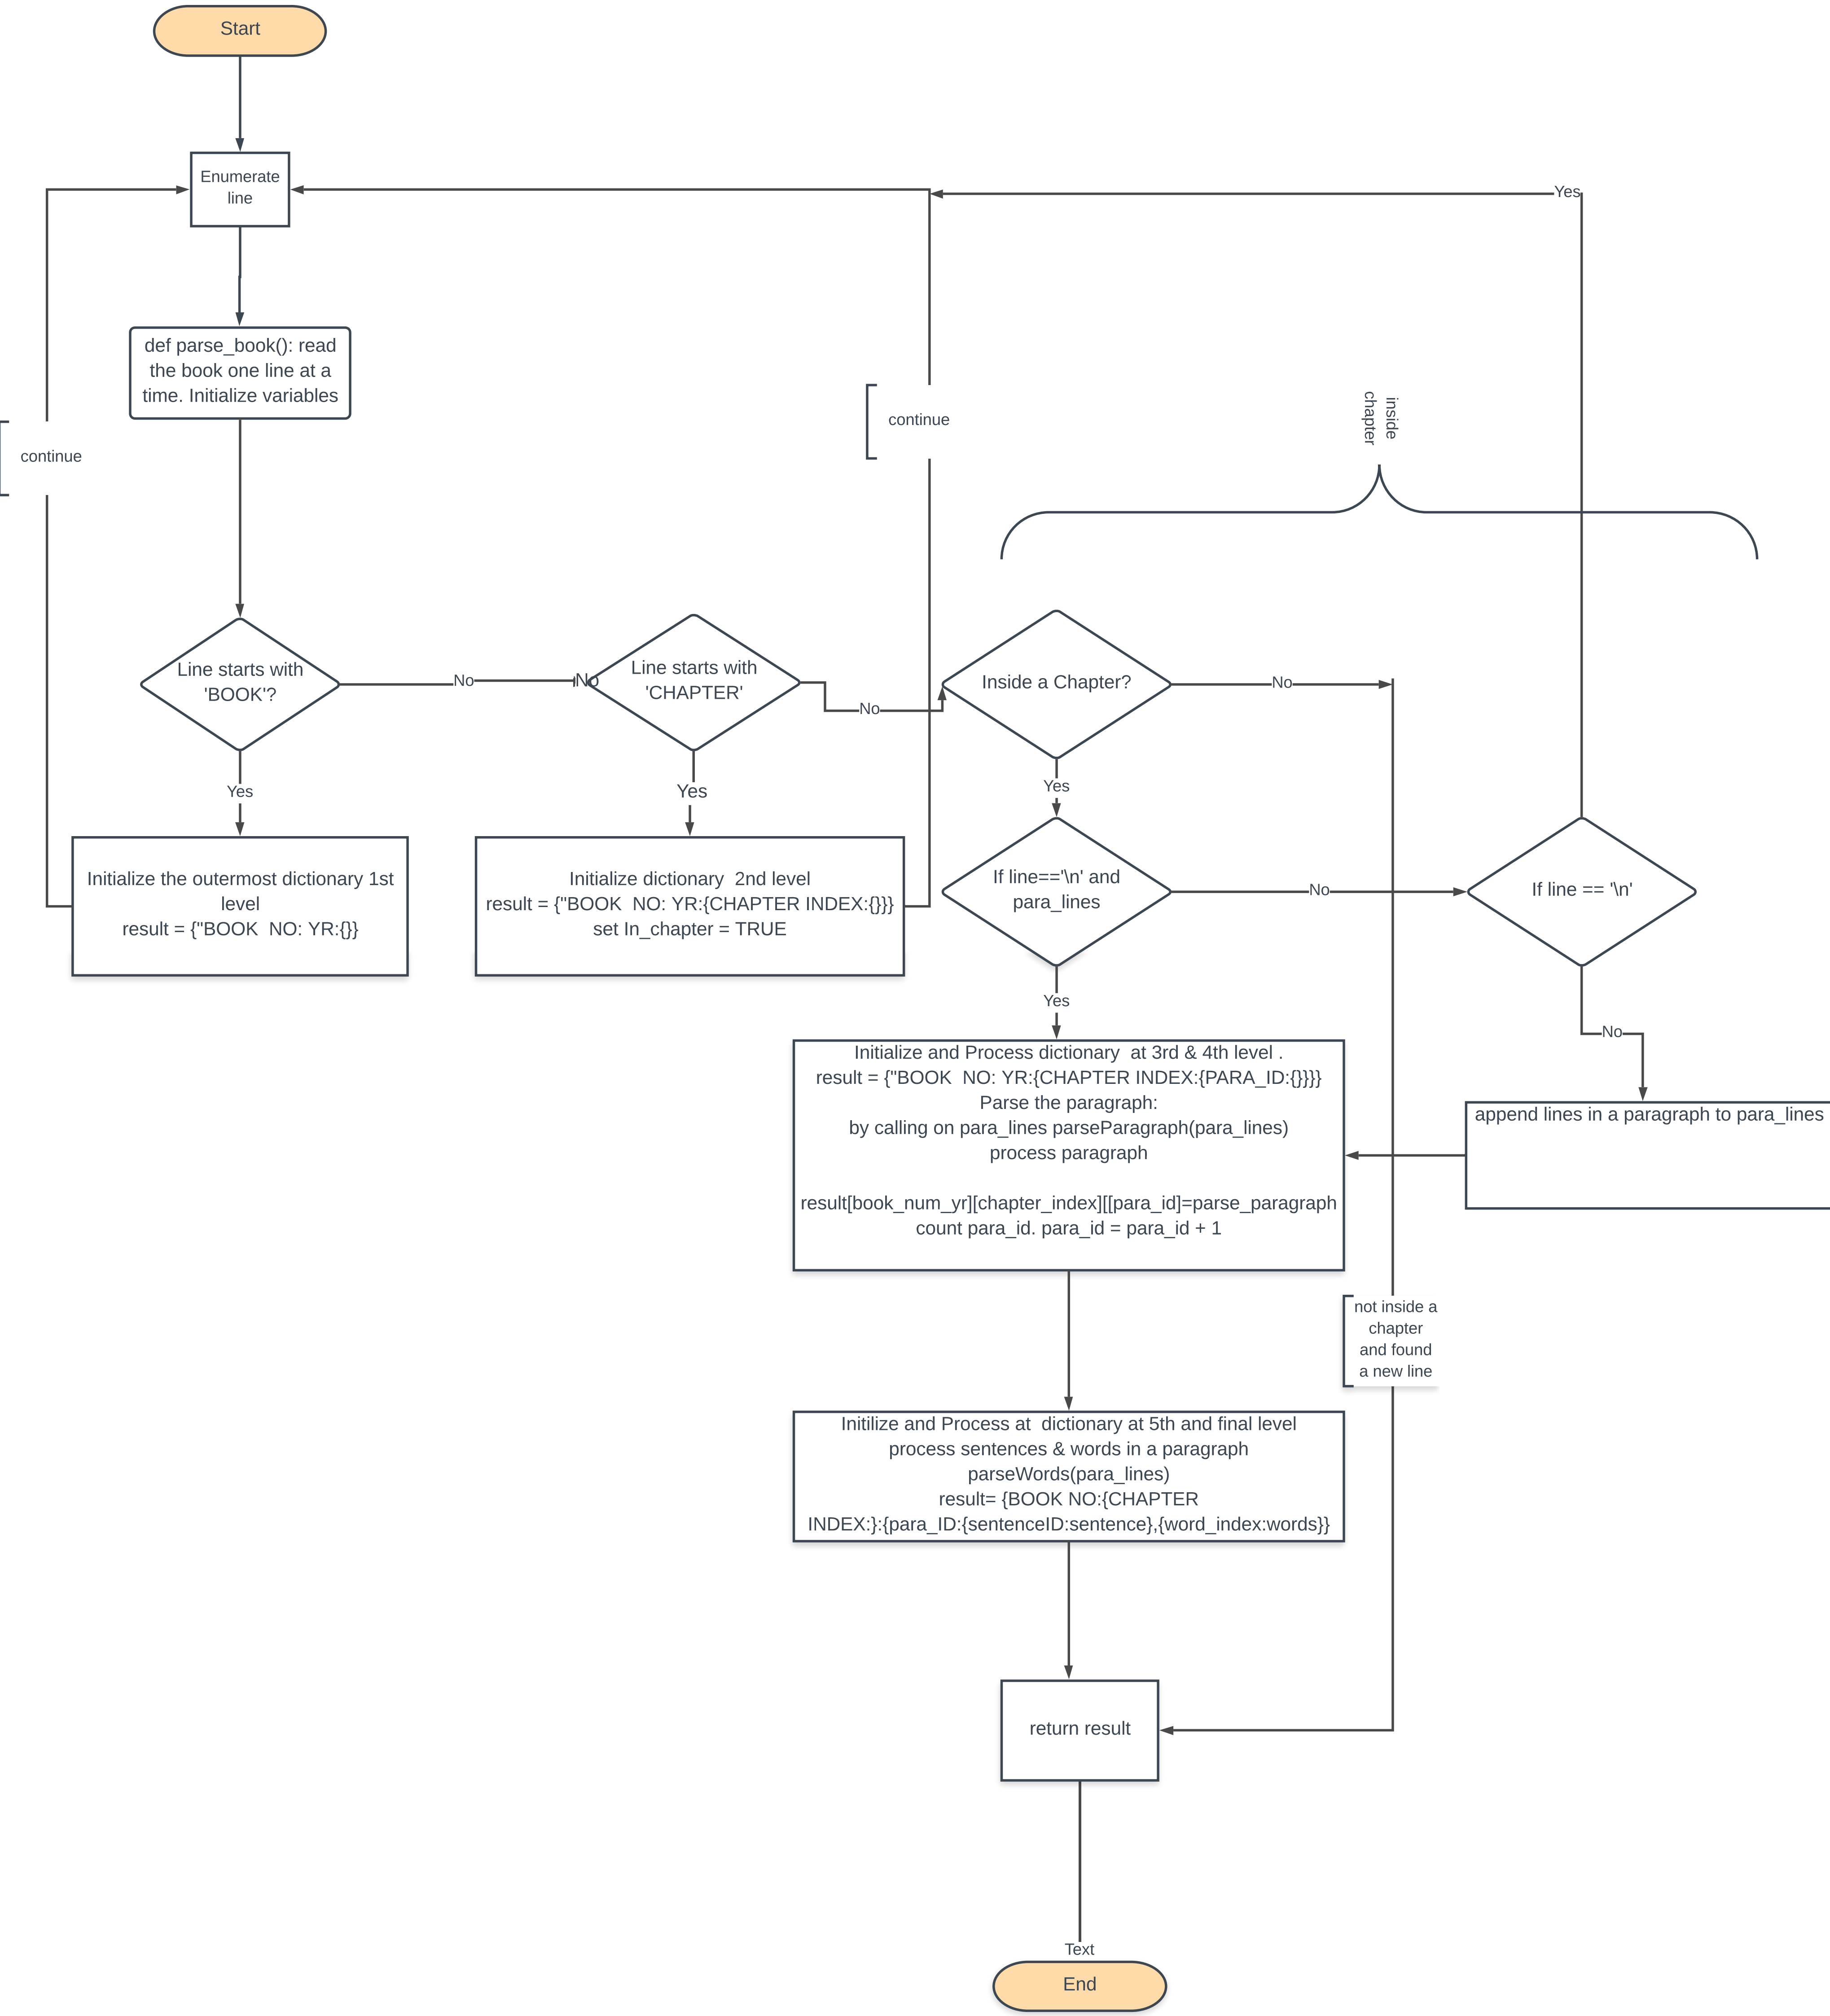 Start
Enumerate
line
Yes
def parse_book(): read
the book one line at a
time. Initialize variables
continue
continue
inside
chapter
Line starts with
'BOOK'?
No
No
Line starts with
'CHAPTER'
No
Inside a Chapter?
No
Yes
Yes
Yes
Initialize the outermost dictionary 1st
level
result = {"BOOK  NO: YR:{}}
Initialize dictionary  2nd level
result = {"BOOK  NO: YR:{CHAPTER INDEX:{}}}
set In_chapter = TRUE
If line=='\n' and
para_lines
No
If line == '\n'
Yes
No
Initialize and Process dictionary  at 3rd & 4th level .
result = {"BOOK  NO: YR:{CHAPTER INDEX:{PARA_ID:{}}}}
Parse the paragraph:
by calling on para_lines parseParagraph(para_lines)
process paragraph
result[book_num_yr][chapter_index][[para_id]=parse_paragraph
count para_id. para_id = para_id + 1
append lines in a paragraph to para_lines
not inside a
chapter
and found
a new line
Initilize and Process at  dictionary at 5th and final level
process sentences & words in a paragraph
parseWords(para_lines)
result= {BOOK NO:{CHAPTER
INDEX:}:{para_ID:{sentenceID:sentence},{word_index:words}}
return result
Text
End